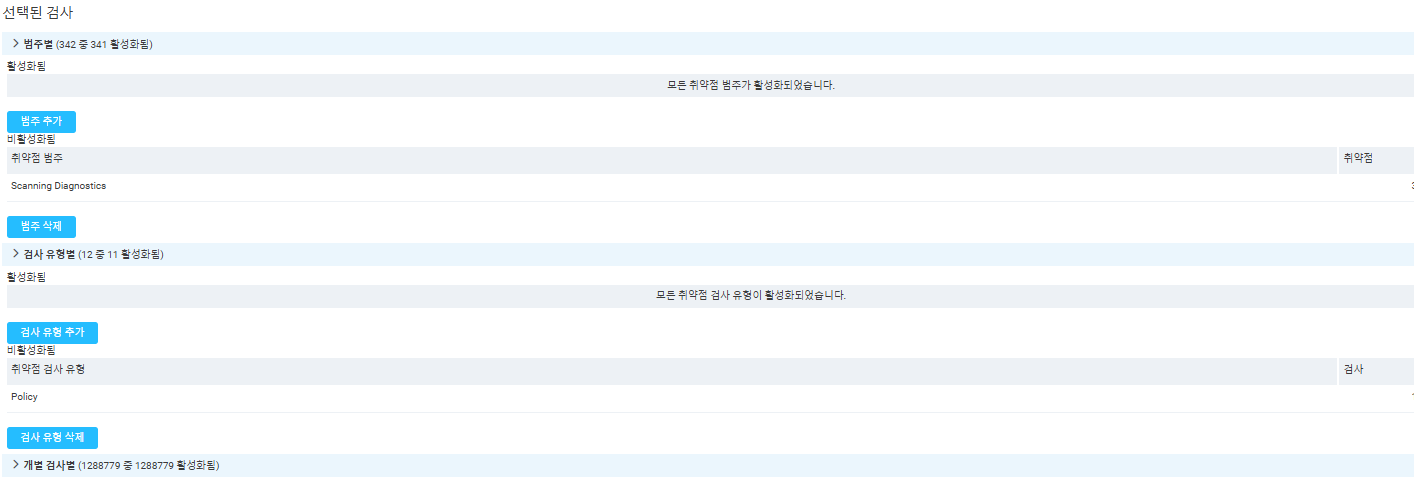 선택된 검사
범주별 (342 중 341 활성화됨)
활성화됨
모든 취약점 범주가 활성화되었습니다.
범주 추가
비활성화됨
취약점 범주 취약점
Scanning Diagnostics
범주 삭제
검사 유형별 (12 중 11 활성화됨)
활성화됨
모든 취약점 검사 유형이 활성화되었습니다.
검사 유형 추가
비활성화됨
취약점 검사 유형 검사
Policy
검사 유형 삭제
개별 검사별 (1288779 중 1288779 활성화됨)